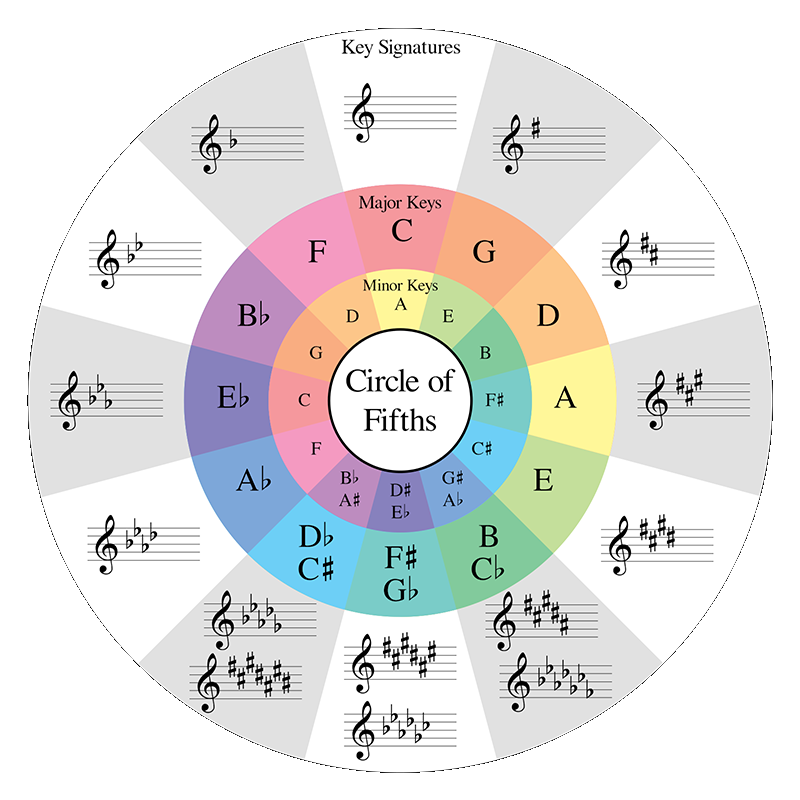 Key Signatures
Major Keys
C
G
D
A
E
B
C♭
F♯
G♭
D♭
C♯
A♭
E♭
B♭
F
Minor Keys
A
E
B
F♯
C♯
G♯
A♭
D♯
E♭
B♭
A♯
F
C
G
D
Circle of
Fifths